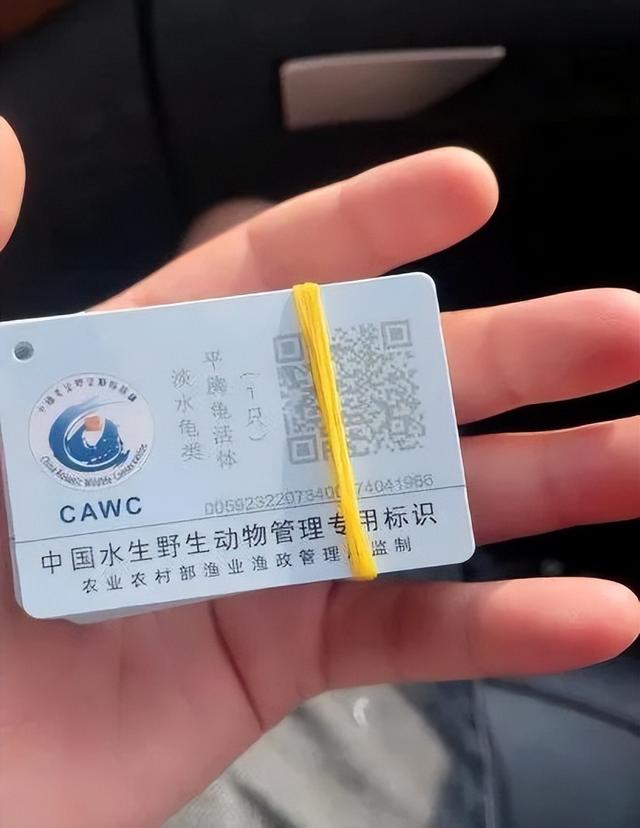 淡水龟类
平胸龟活体
（1只）
CAWC
中国水生野生动物管理专用标识
农业农村部渔业渔政管理局监制